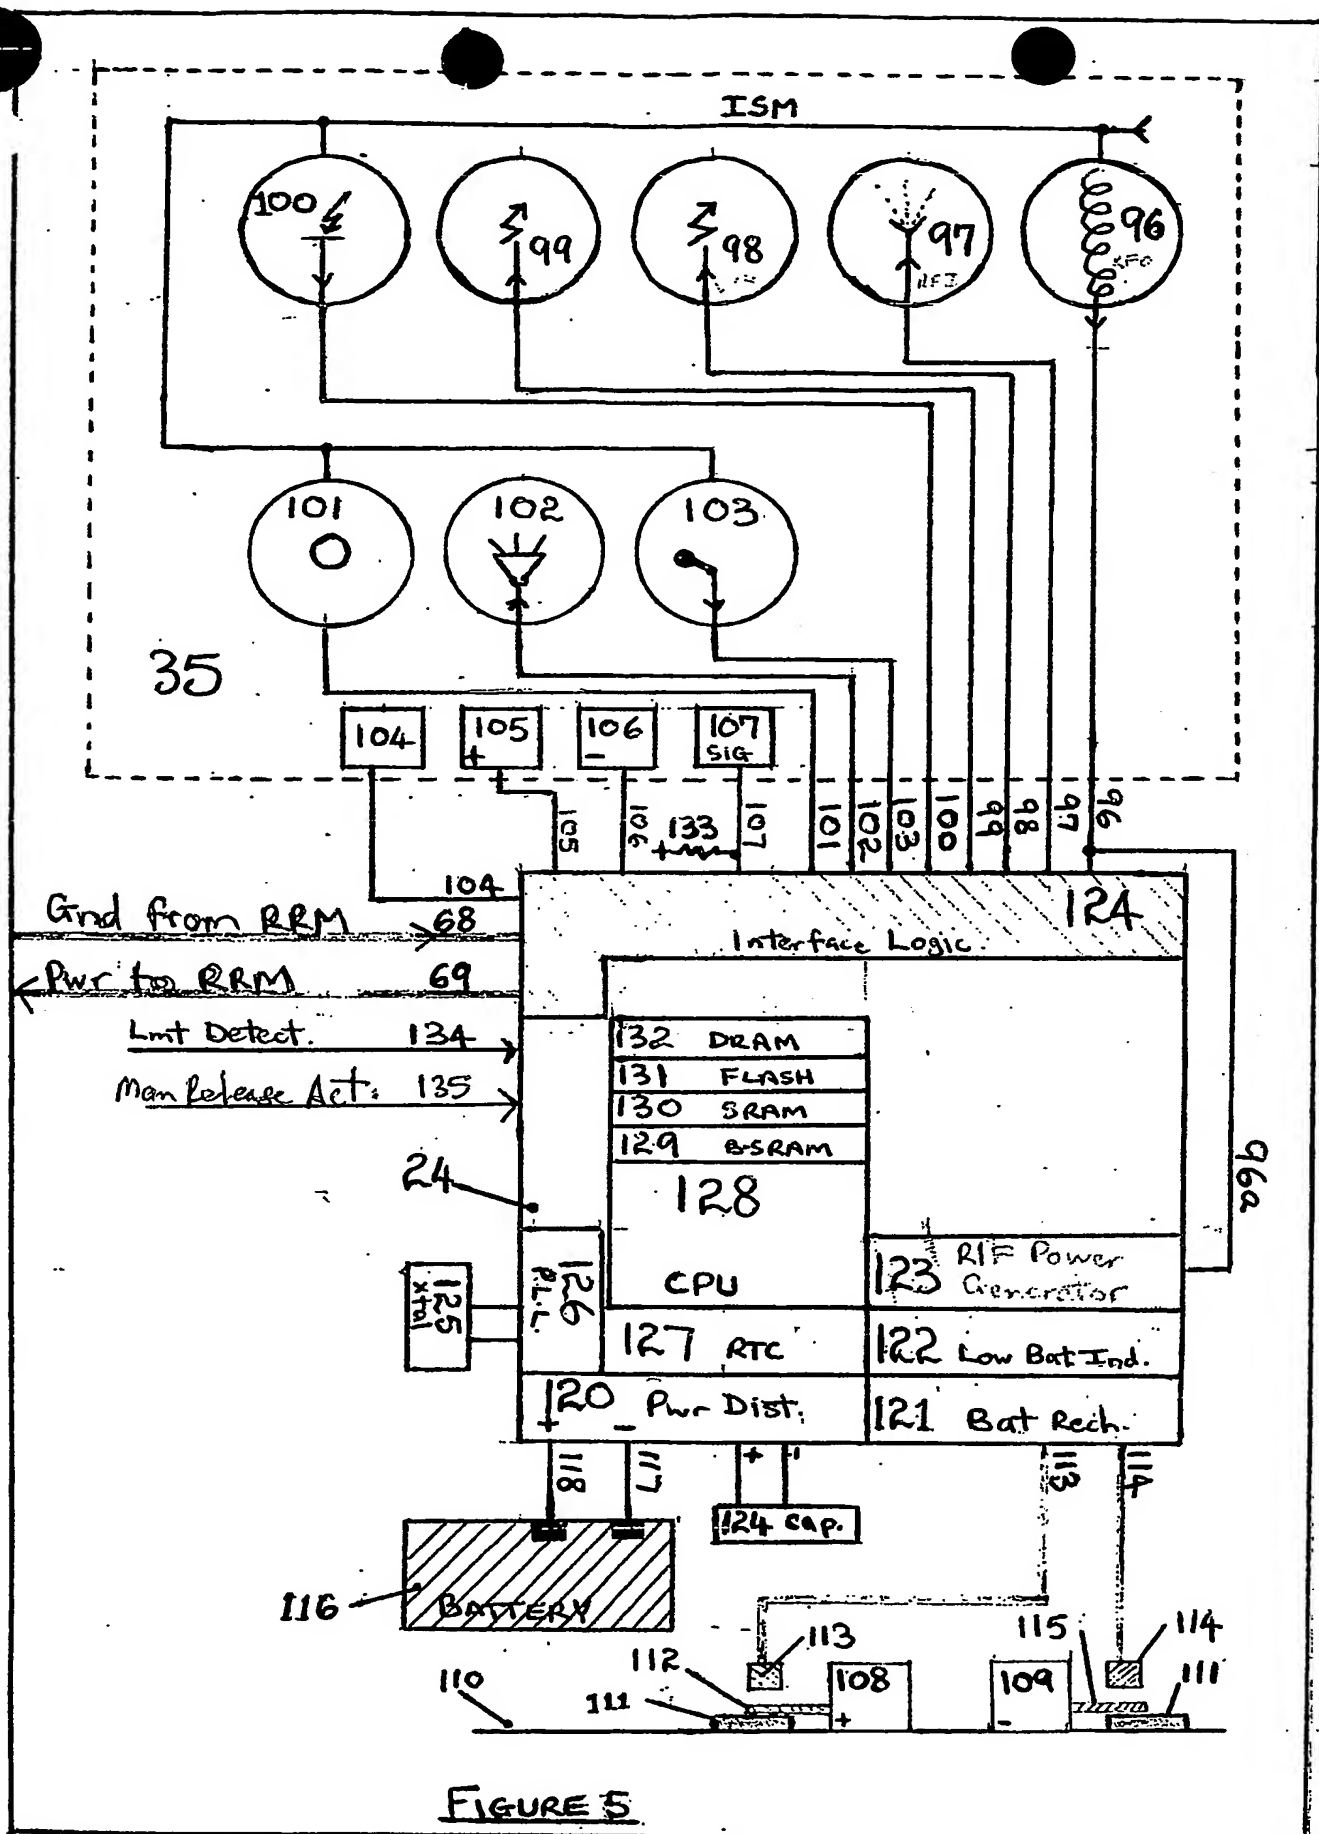 ISM
100
99
98
97
RFI
96
RFO
101
102
103
35
104
105
+
106
-
107
SIG
105
106
+
133
107
101
102
103
100
99
98
97
96
104
124
Gnd from RRM 68
Interface Logic.
Pwr to RRM 69
Lmt Detect. 134
Man Release Act. 135
132 DRAM
131 FLASH
130 SRAM
129 B-SRAM
24
128
96a
CPU
123 RIF Power Generator
125 xtal
126 P.L.L.
127 RTC
122 Low Bat Ind.
120 Pwr Dist.
+ -
121 Bat Rech.
118
117
+ -
113
114
124 Cap.
116
BATTERY
113
115
114
112
108
+
109
-
111
110
111
FIGURE 5